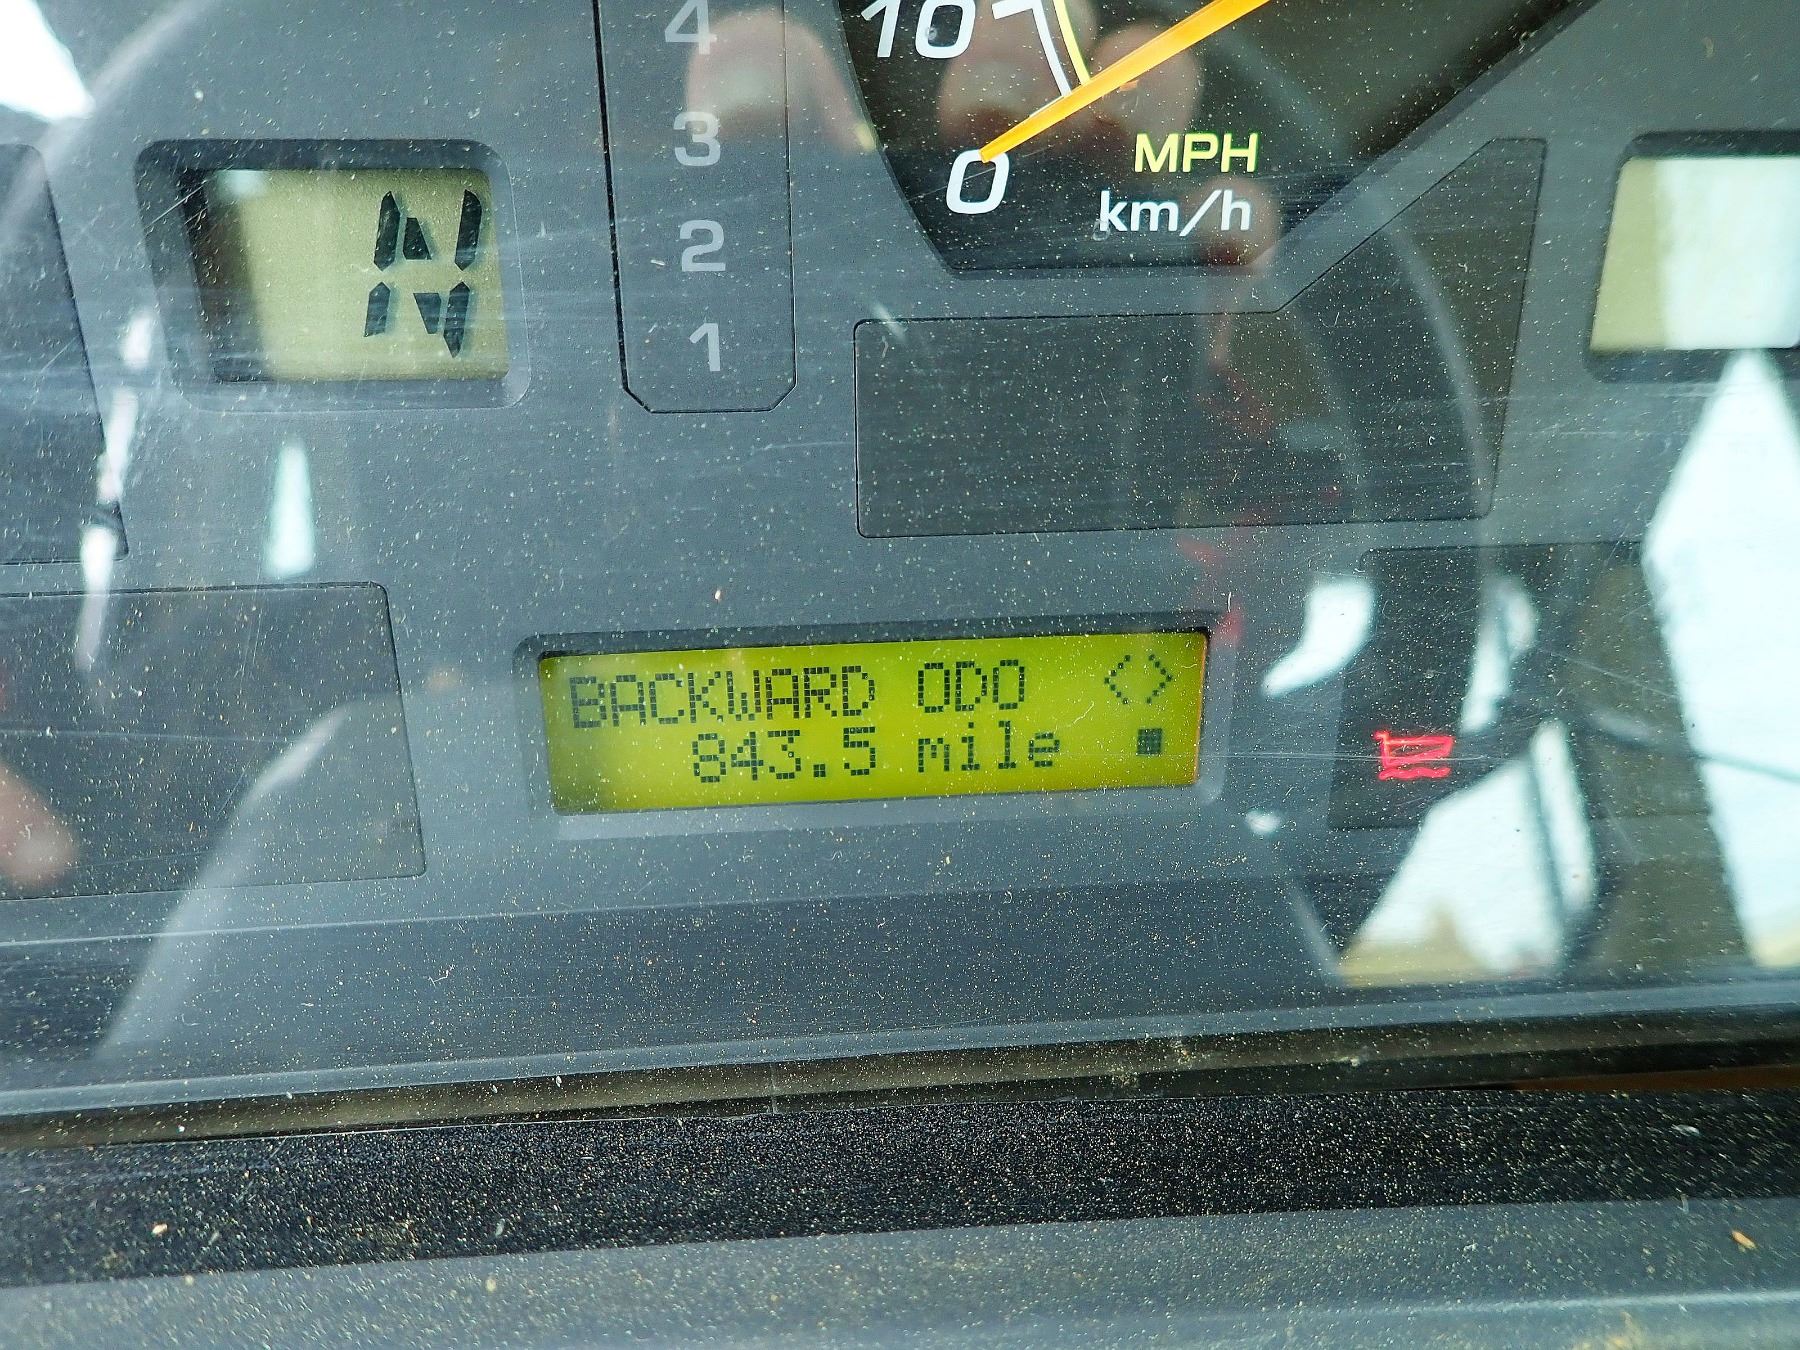 4
10
3
0
MPH
km/h
N
2
1
BACKWARD ODO <>
843.5 mile ■